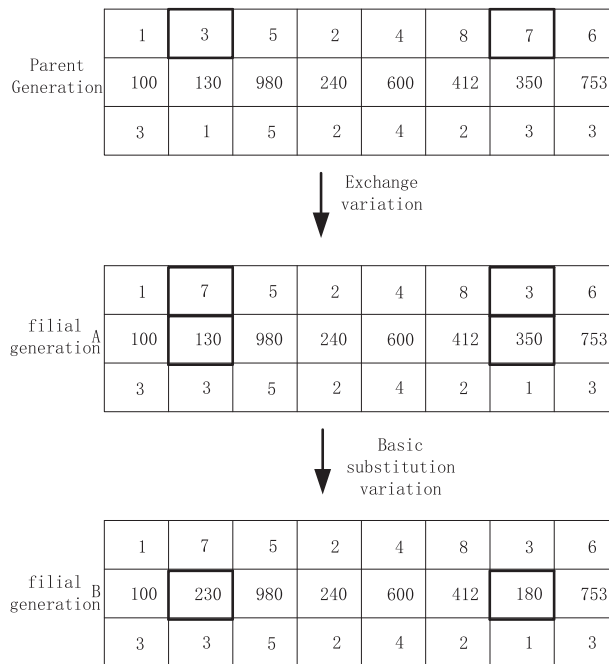 1 3 5 2 4 8 7 6
Parent
Generation
100 130 980 240 600 412 350 753
3 1 5 2 4 2 3 3
Exchange
variation
1 7 5 2 4 8 3 6
filial A
generation
100 130 980 240 600 412 350 753
3 3 5 2 4 2 1 3
Basic
substitution
variation
1 7 5 2 4 8 3 6
filial B
generation
100 230 980 240 600 412 180 753
3 3 5 2 4 2 1 3